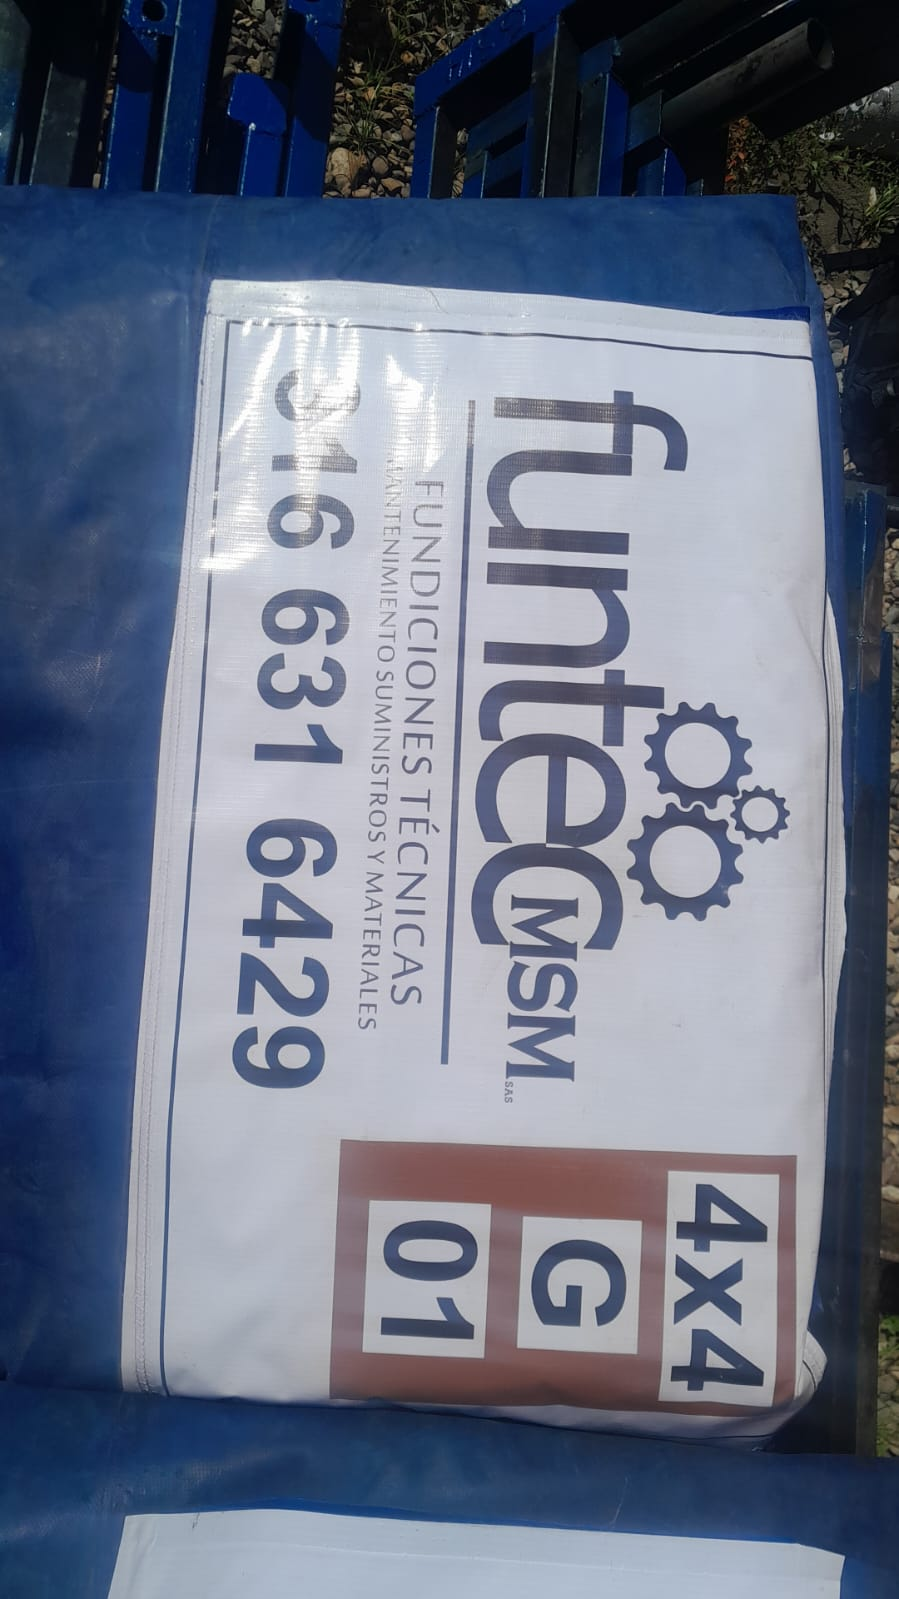 funtec MSM SAS
FUNDICIONES TÉCNICAS
MANTENIMIENTO SUMINISTROS Y MATERIALES
316 631 6429
4x4
G
01